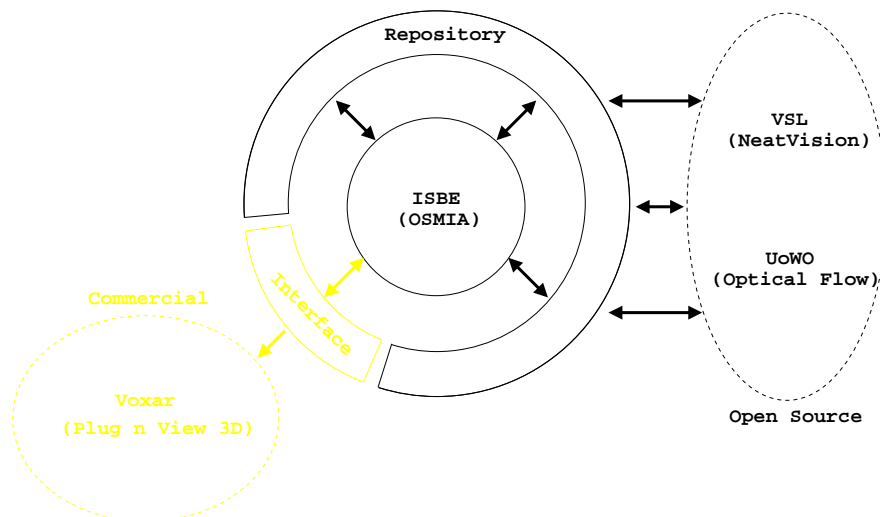 Repository
VSL
(NeatVision)
ISBE
(OSMIA)
UoWO
(Optical Flow)
Interface
Commercial
Voxar
(Plug n View 3D)
Open Source